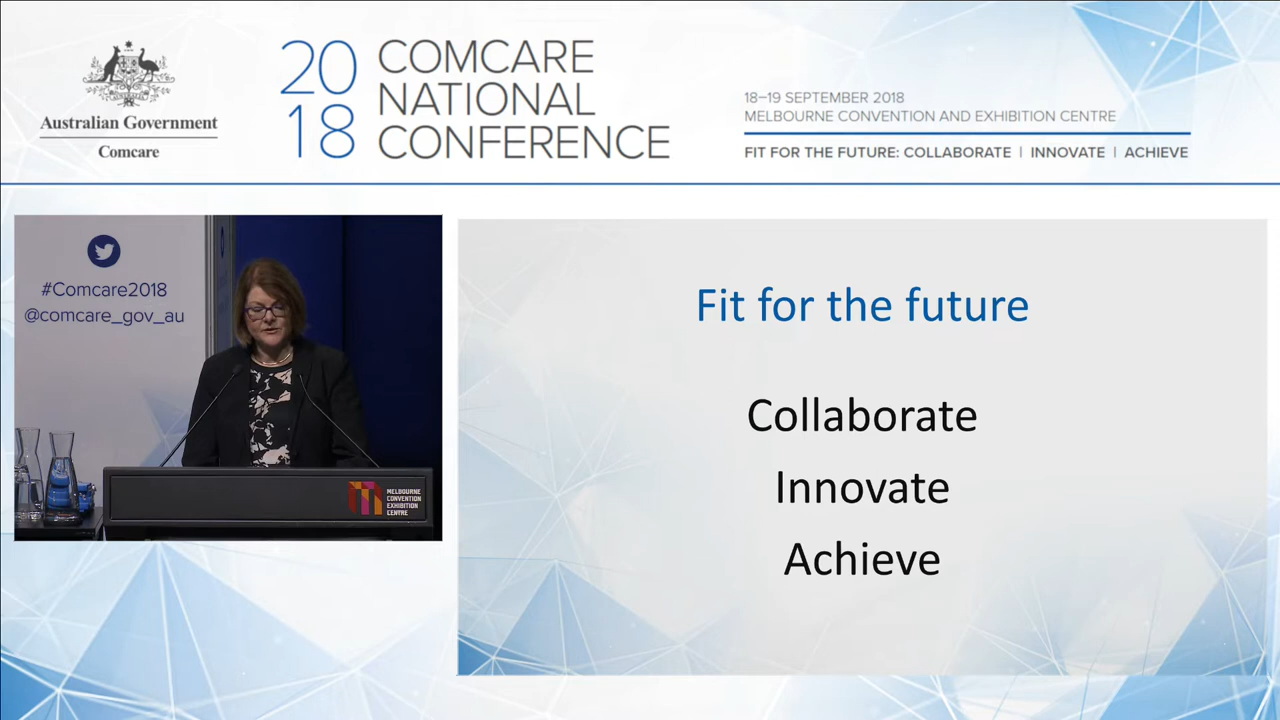 Australian Government
Comcare
20
18
COMCARE
NATIONAL
CONFERENCE
18–19 SEPTEMBER 2018
MELBOURNE CONVENTION AND EXHIBITION CENTRE
FIT FOR THE FUTURE: COLLABORATE | INNOVATE | ACHIEVE
#Comcare2018
@comcare_gov_au
MELBOURNE
CONVENTION
EXHIBITION
CENTRE
Fit for the future
Collaborate
Innovate
Achieve